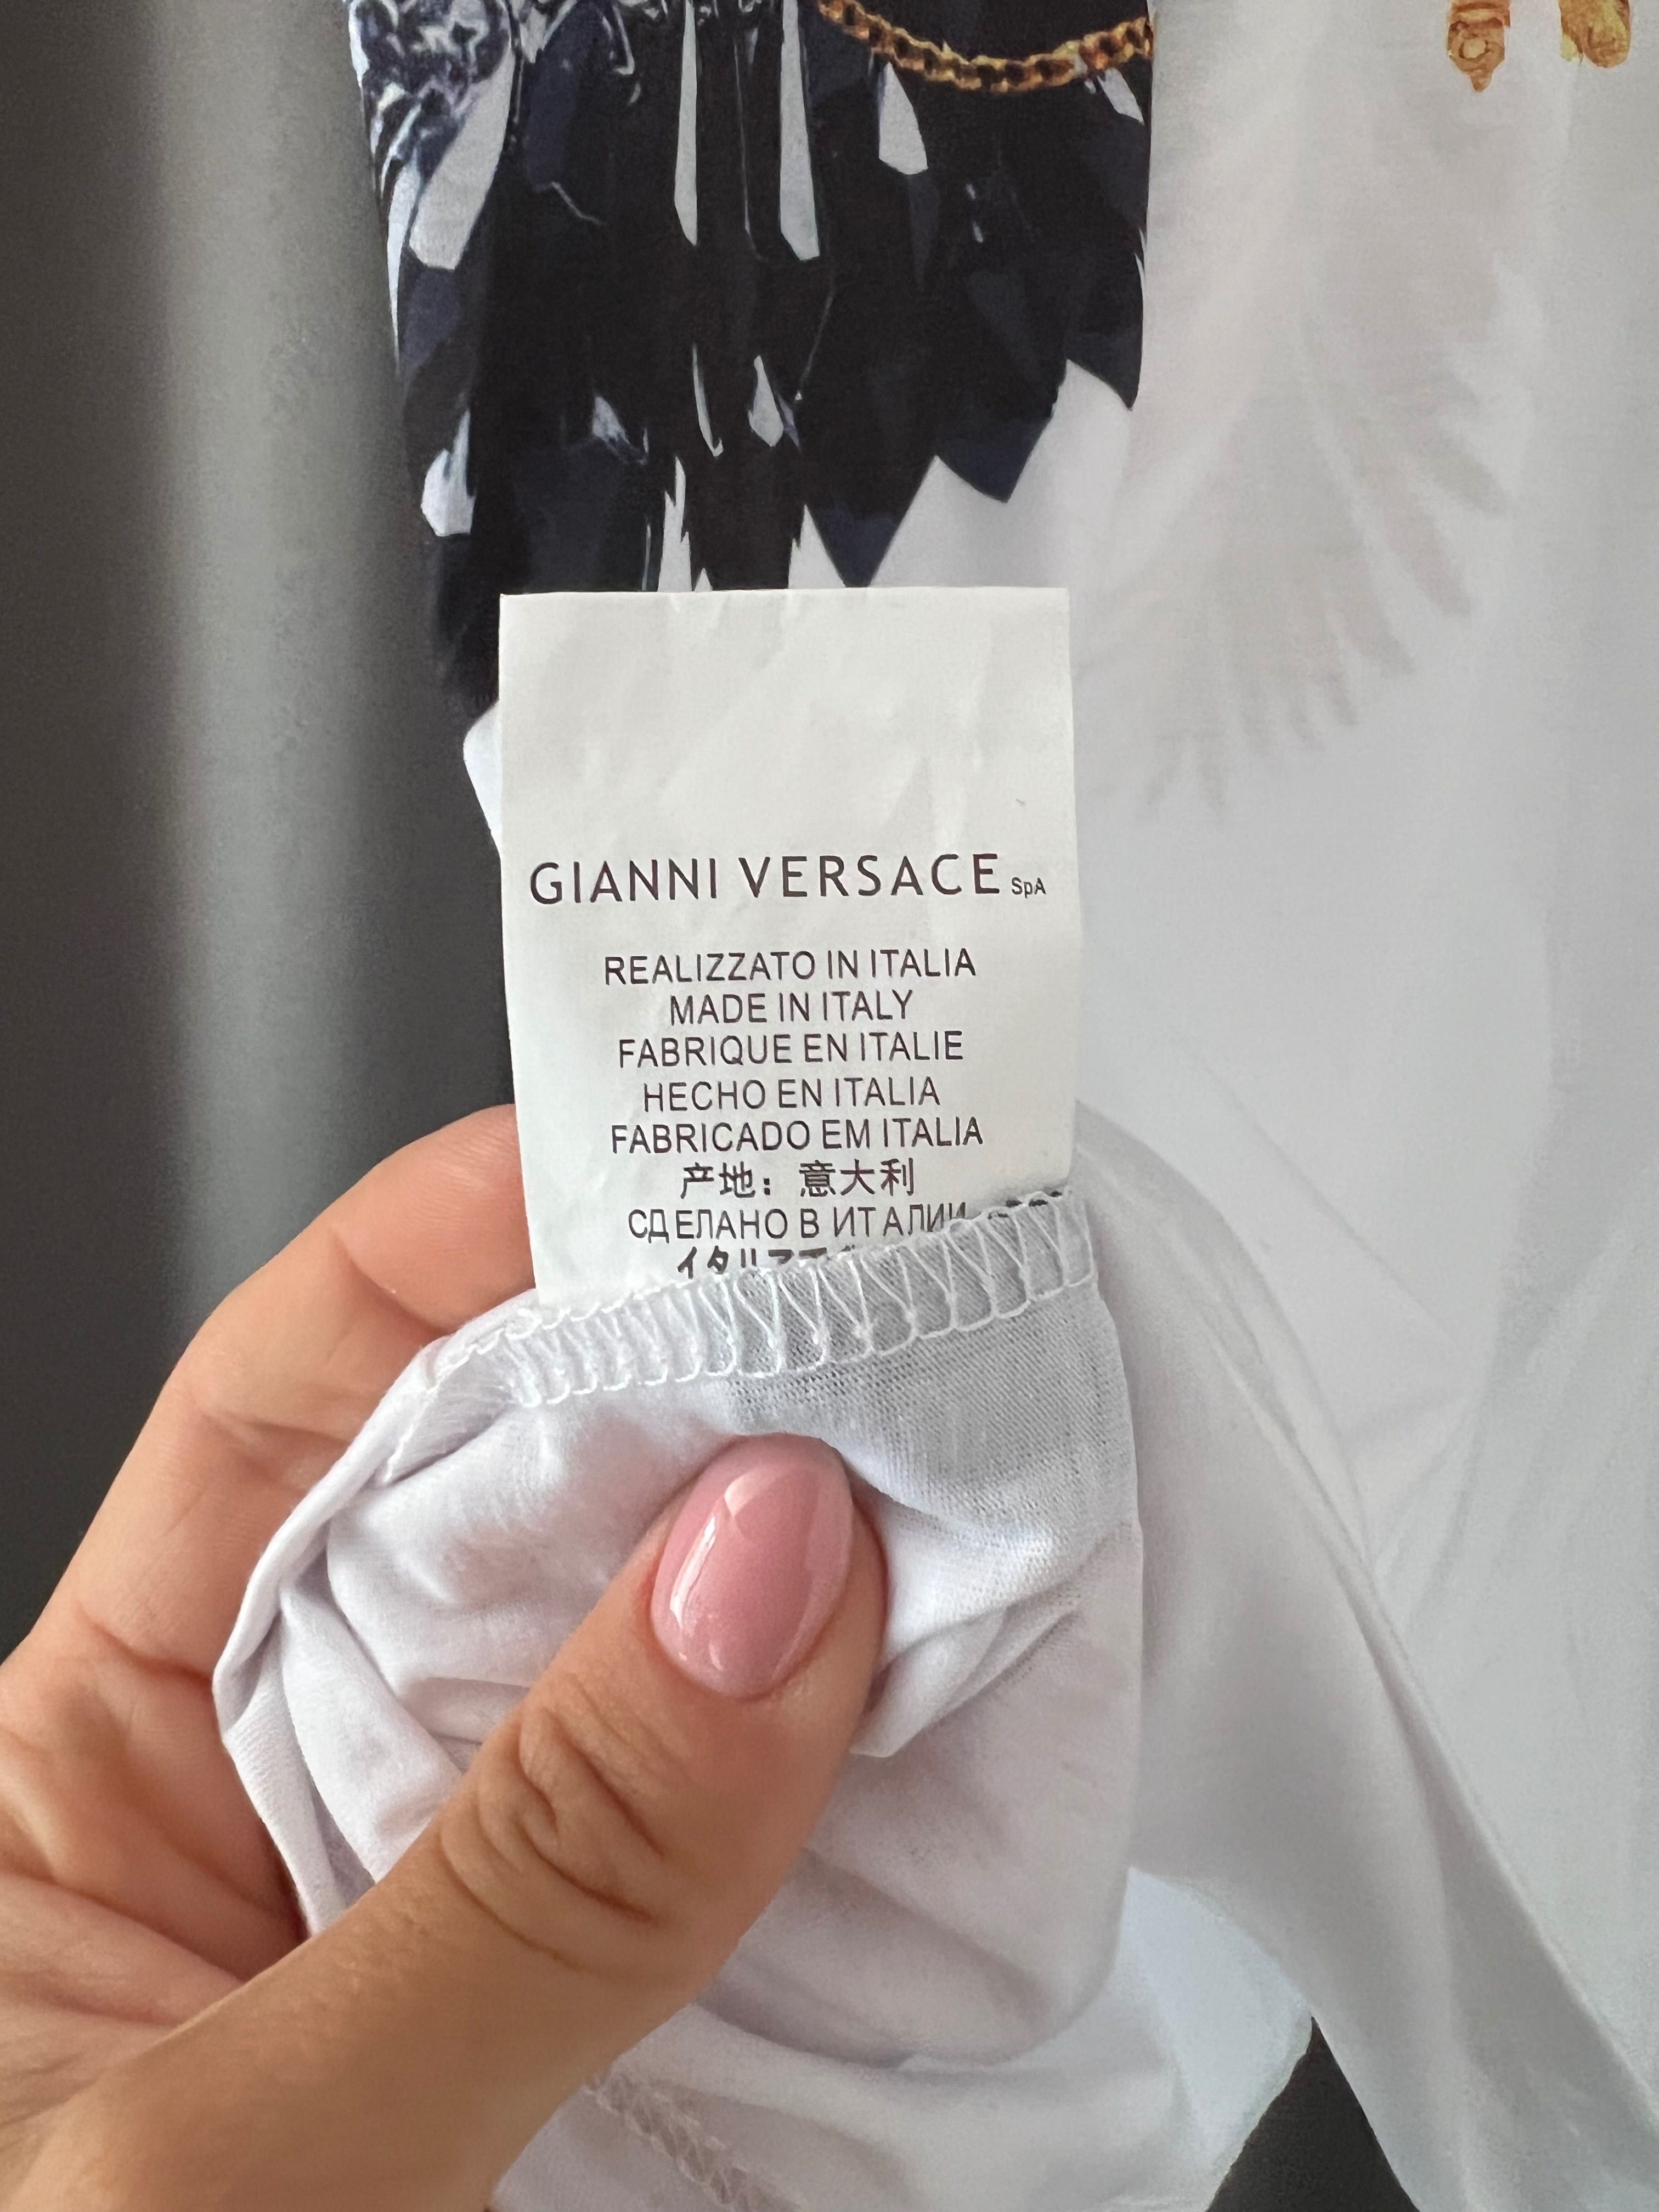 GIANNI VERSACE SpA
REALIZZATO IN ITALIA
MADE IN ITALY
FABRIQUE EN ITALIE
HECHO EN ITALIA
FABRICADO EM ITALIA
产地：意大利
СДЕЛАНО В ИТАЛИИ